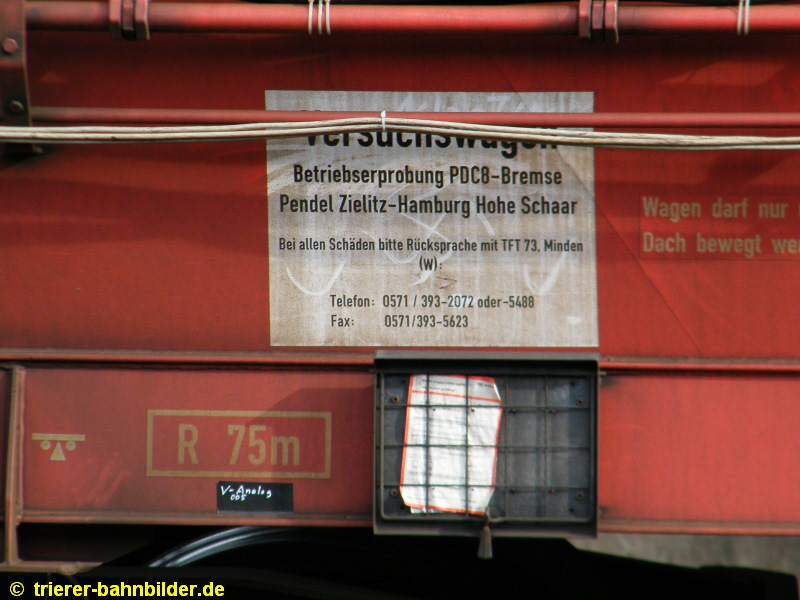 Versuchswagen
Betriebserprobung PDC8-Bremse
Pendel Zielitz-Hamburg Hohe Schaar
Bei allen Schäden bitte Rücksprache mit TFT 73, Minden
(W):
Telefon: 0571 / 393-2072 oder -5488
Fax: 0571/393-5623
Wagen darf nur
Dach bewegt
R 75m
V-Analog
005
© trierer-bahnbilder.de